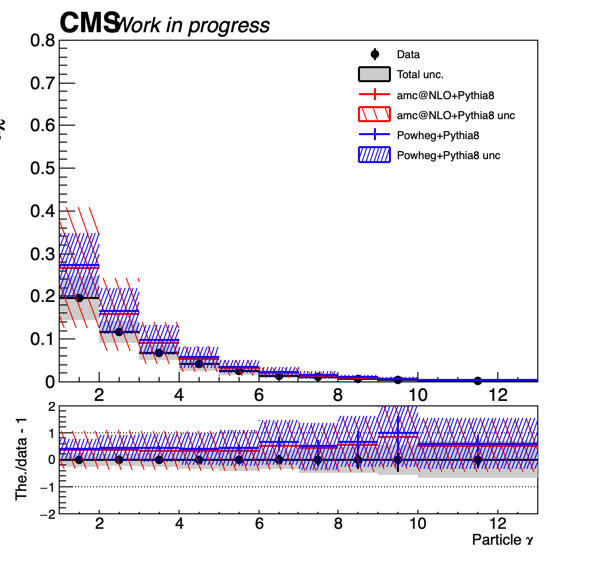 CMS Work in progress
0.8
0.7
0.6
0.5
0.4
0.3
0.2
0.1
0
Data
Total unc.
amc@NLO+Pythia8
amc@NLO+Pythia8 unc
Powheg+Pythia8
Powheg+Pythia8 unc
2 4 6 8 10 12
The./data - 1
2
1
0
−1
−2
2 4 6 8 10 12
Particle γ